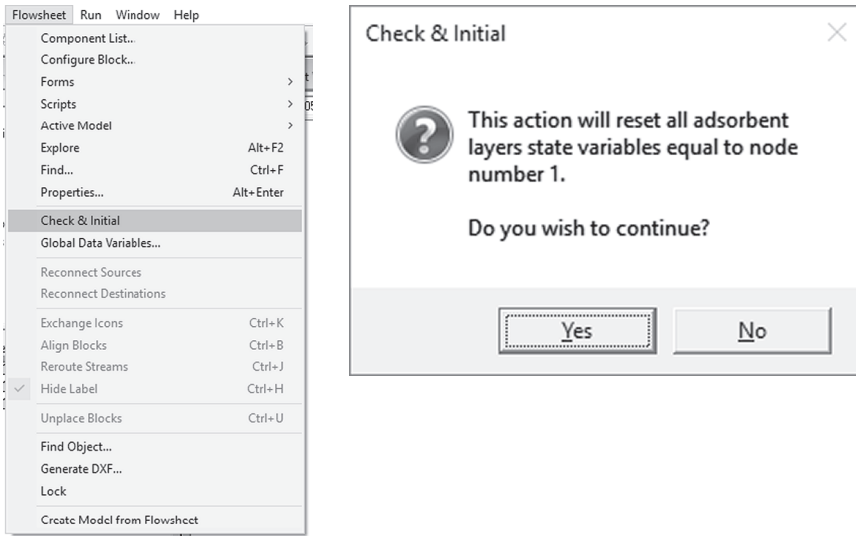 Flowsheet Run Window Help
Component List...
Configure Block...
Forms
Scripts
Active Model
Explore Alt+F2
Find... Ctrl+F
Properties... Alt+Enter
Check & Initial
Global Data Variables...
Reconnect Sources
Reconnect Destinations
Exchange Icons Ctrl+K
Align Blocks Ctrl+B
Reroute Streams Ctrl+J
Hide Label Ctrl+H
Unplace Blocks Ctrl+U
Find Object...
Generate DXF...
Lock
Create Model from Flowsheet
Check & Initial
This action will reset all adsorbent
layers state variables equal to node
number 1.
Do you wish to continue?
Yes No